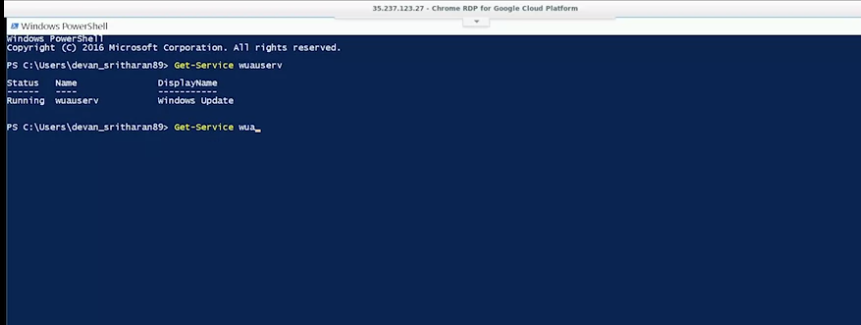 35.237.123.27 - Chrome RDP for Google Cloud Platform
Windows PowerShell
Windows PowerShell
Copyright (C) 2016 Microsoft Corporation. All rights reserved.
PS C:\Users\devan_sritharan89> Get-Service wuauserv
Status Name DisplayName
------ ---- -----------
Running wuauserv Windows Update
PS C:\Users\devan_sritharan89> Get-Service wua_